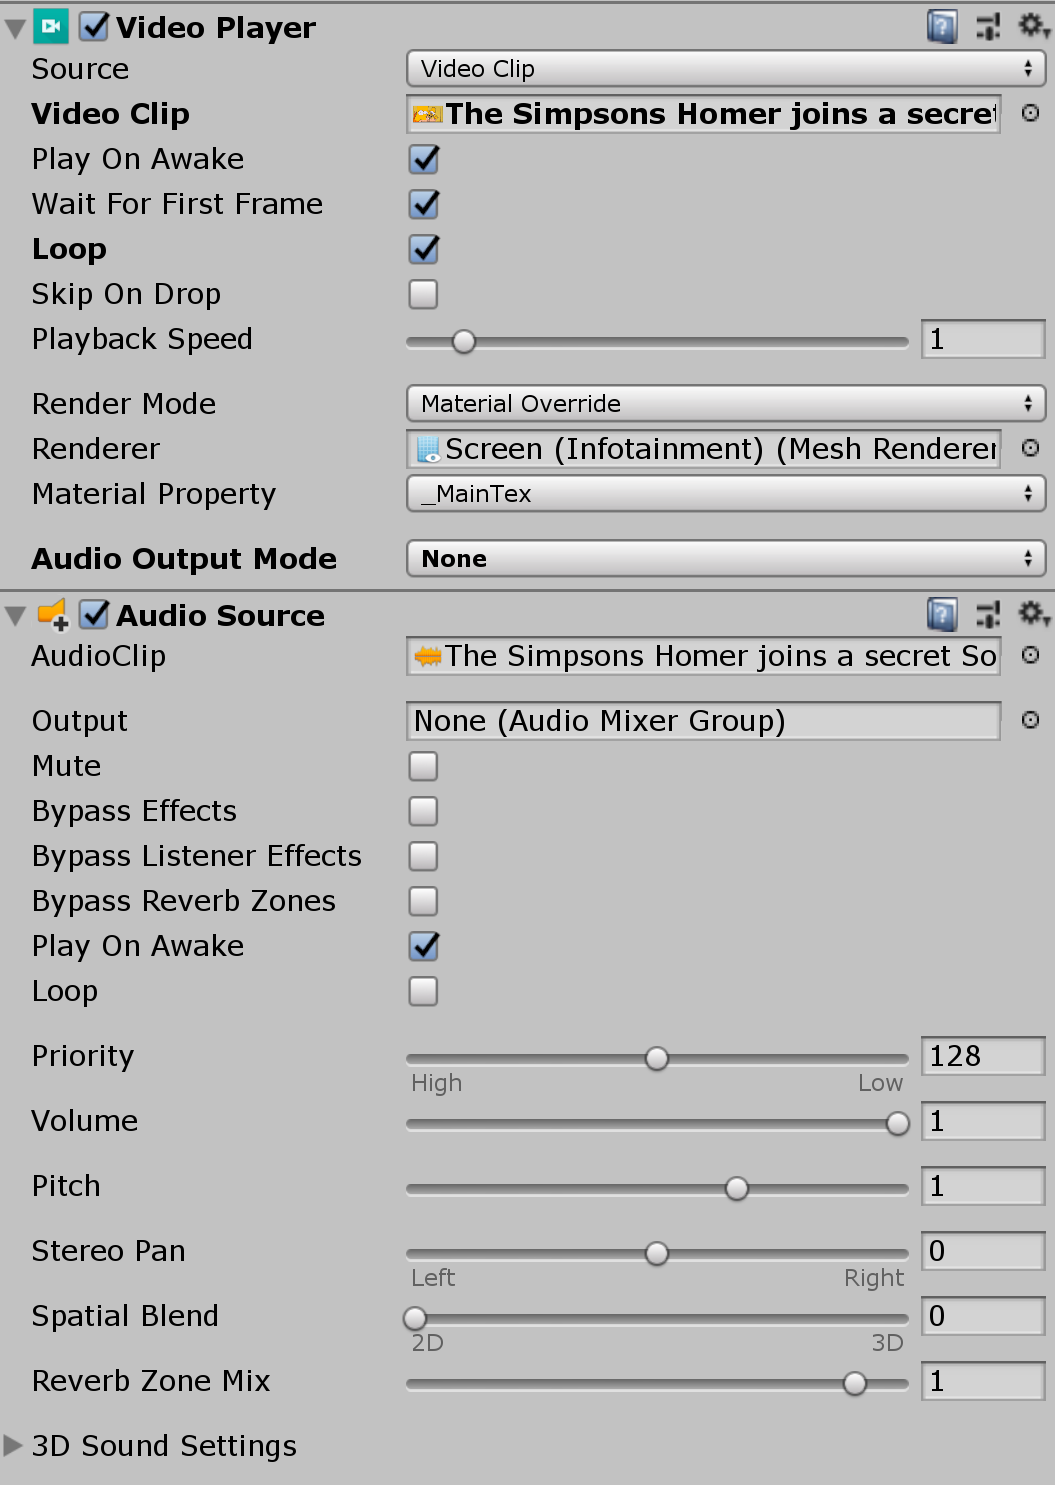 Video Player
Source Video Clip
Video Clip The Simpsons Homer joins a secret
Play On Awake
Wait For First Frame
Loop
Skip On Drop
Playback Speed 1
Render Mode Material Override
Renderer Screen (Infotainment) (Mesh Renderer
Material Property _MainTex
Audio Output Mode None
Audio Source
AudioClip The Simpsons Homer joins a secret So
Output None (Audio Mixer Group)
Mute
Bypass Effects
Bypass Listener Effects
Bypass Reverb Zones
Play On Awake
Loop
Priority 128
High Low
Volume 1
Pitch 1
Stereo Pan 0
Left Right
Spatial Blend 0
2D 3D
Reverb Zone Mix 1
3D Sound Settings